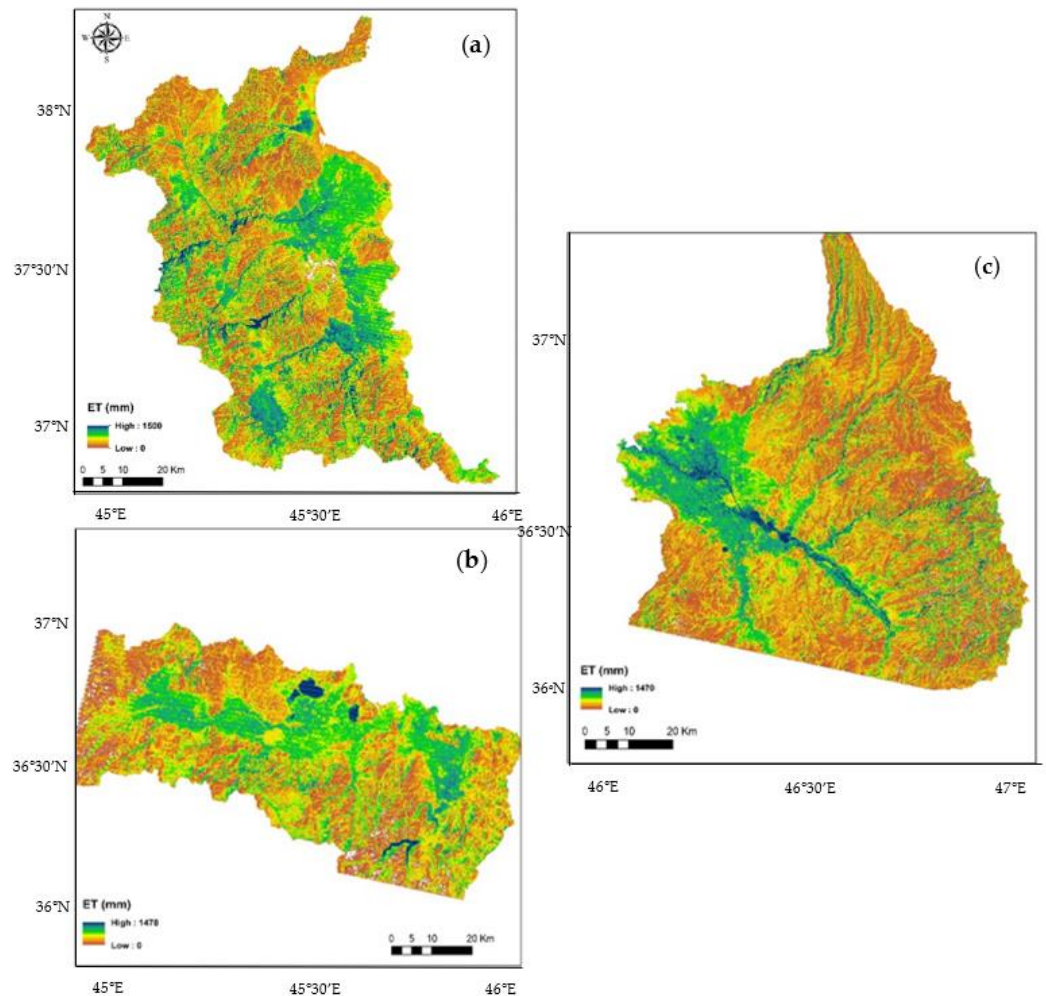 N
W E
S
(a)
38°N
37°30′N
37°N
ET (mm)
High : 1500
Low : 0
0 5 10 20 Km
45°E 45°30′E 46°E
(b)
37°N
36°30′N
36°N
ET (mm)
High : 1470
Low : 0
0 5 10 20 Km
45°E 45°30′E 46°E
(c)
37°N
36°30′N
36°N
ET (mm)
High : 1470
Low : 0
0 5 10 20 Km
46°E 46°30′E 47°E